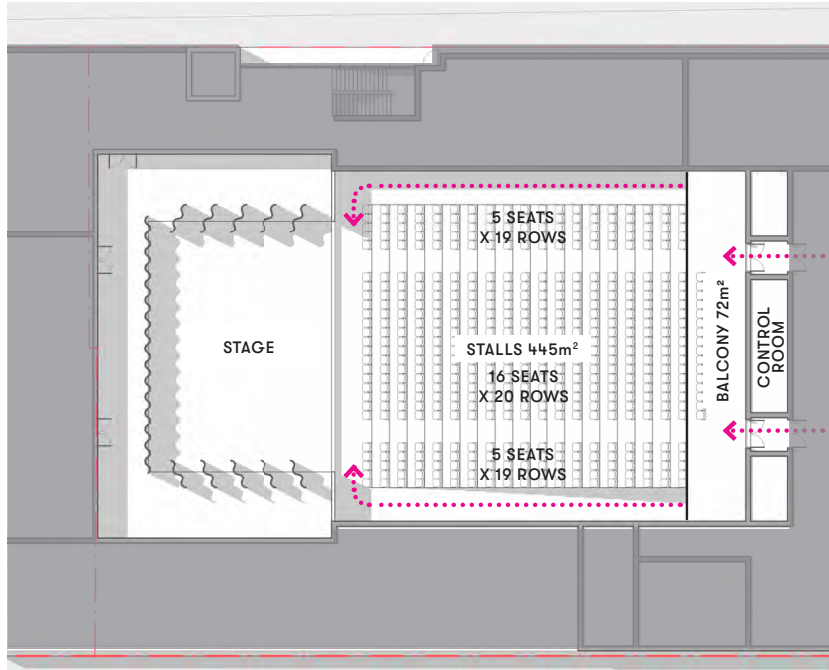 5 SEATS
X 19 ROWS
STAGE
STALLS 445m²
16 SEATS
X 20 ROWS
5 SEATS
X 19 ROWS
BALCONY 72m²
CONTROL
ROOM